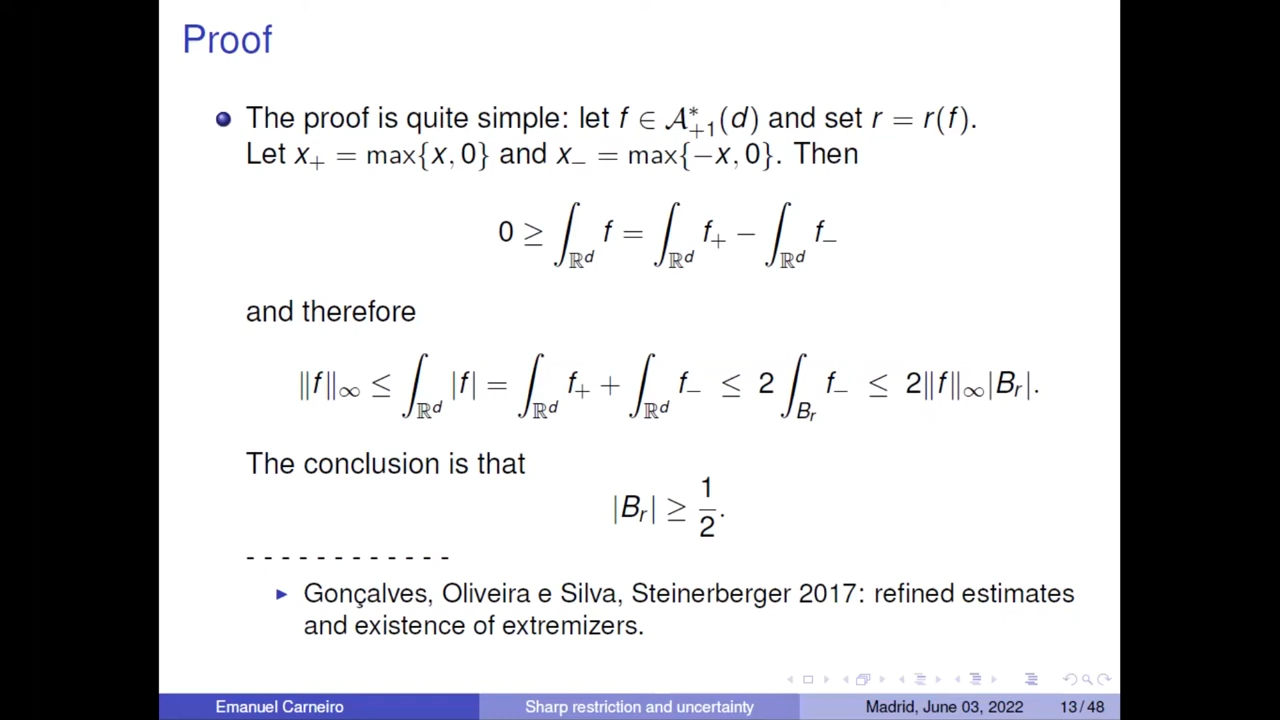 Proof
The proof is quite simple: let f ∈ 𝒜*₊₁(d) and set r = r(f).
Let x₊ = max{x, 0} and x₋ = max{−x, 0}. Then
0 ≥ ∫_{ℝ^d} f = ∫_{ℝ^d} f₊ − ∫_{ℝ^d} f₋
and therefore
‖f‖_∞ ≤ ∫_{ℝ^d} |f| = ∫_{ℝ^d} f₊ + ∫_{ℝ^d} f₋ ≤ 2 ∫_{B_r} f₋ ≤ 2‖f‖_∞|B_r|.
The conclusion is that
|B_r| ≥ 1/2.
- - - - - - - - - - - -
Gonçalves, Oliveira e Silva, Steinerberger 2017: refined estimates
and existence of extremizers.
Emanuel Carneiro
Sharp restriction and uncertainty
Madrid, June 03, 2022
13 / 48